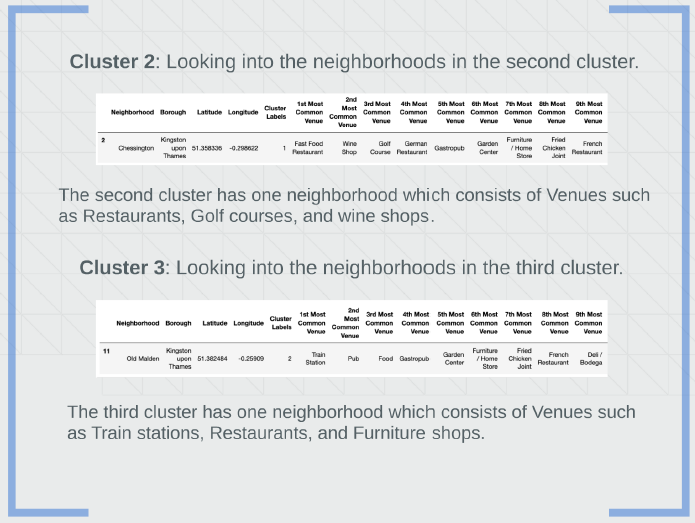 Cluster 2: Looking into the neighborhoods in the second cluster.
Neighborhood Borough Latitude Longitude Cluster Labels 1st Most Common Venue 2nd Most Common Venue 3rd Most Common Venue 4th Most Common Venue 5th Most Common Venue 6th Most Common Venue 7th Most Common Venue 8th Most Common Venue 9th Most Common Venue
2 Chessington Kingston upon Thames 51.358336 -0.298622 1 Fast Food Restaurant Wine Shop Golf Course German Restaurant Gastropub Garden Center Furniture / Home Store Fried Chicken Joint French Restaurant
The second cluster has one neighborhood which consists of Venues such
as Restaurants, Golf courses, and wine shops.
Cluster 3: Looking into the neighborhoods in the third cluster.
Neighborhood Borough Latitude Longitude Cluster Labels 1st Most Common Venue 2nd Most Common Venue 3rd Most Common Venue 4th Most Common Venue 5th Most Common Venue 6th Most Common Venue 7th Most Common Venue 8th Most Common Venue 9th Most Common Venue
11 Old Malden Kingston upon Thames 51.382484 -0.25909 2 Train Station Pub Food Gastropub Garden Center Furniture / Home Store Fried Chicken Joint French Restaurant Deli / Bodega
The third cluster has one neighborhood which consists of Venues such
as Train stations, Restaurants, and Furniture shops.